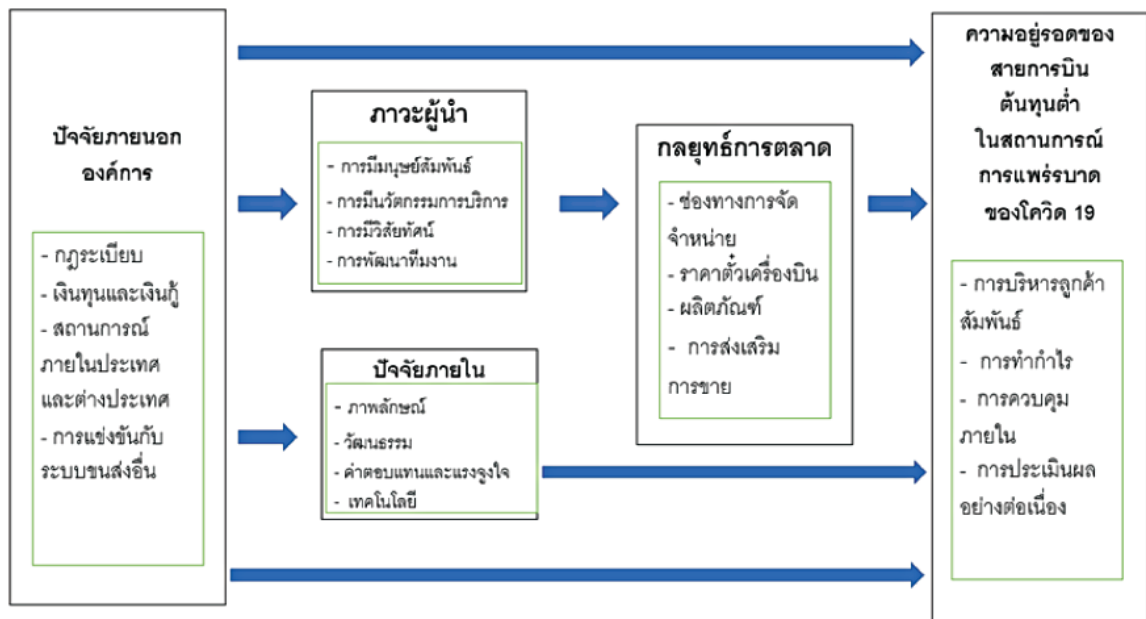 ปัจจัยภายนอก
องค์การ
- กฎระเบียบ
- เงินทุนและเงินกู้
- สถานการณ์
ภายในประเทศ
และต่างประเทศ
- การแข่งขันกับ
ระบบขนส่งอื่น
ภาวะผู้นำ
- การมีมนุษย์สัมพันธ์
- การมีนวัตกรรมการบริการ
- การมีวิสัยทัศน์
- การพัฒนาทีมงาน
ปัจจัยภายใน
- ภาพลักษณ์
- วัฒนธรรม
- ค่าตอบแทนและแรงจูงใจ
- เทคโนโลยี
กลยุทธ์การตลาด
- ช่องทางการจัด
จำหน่าย
- ราคาตั๋วเครื่องบิน
- ผลิตภัณฑ์
- การส่งเสริม
การขาย
ความอยู่รอดของ
สายการบิน
ต้นทุนต่ำ
ในสถานการณ์
การแพร่ระบาด
ของโควิด 19
- การบริหารลูกค้า
สัมพันธ์
- การทำกำไร
- การควบคุม
ภายใน
- การประเมินผล
อย่างต่อเนื่อง